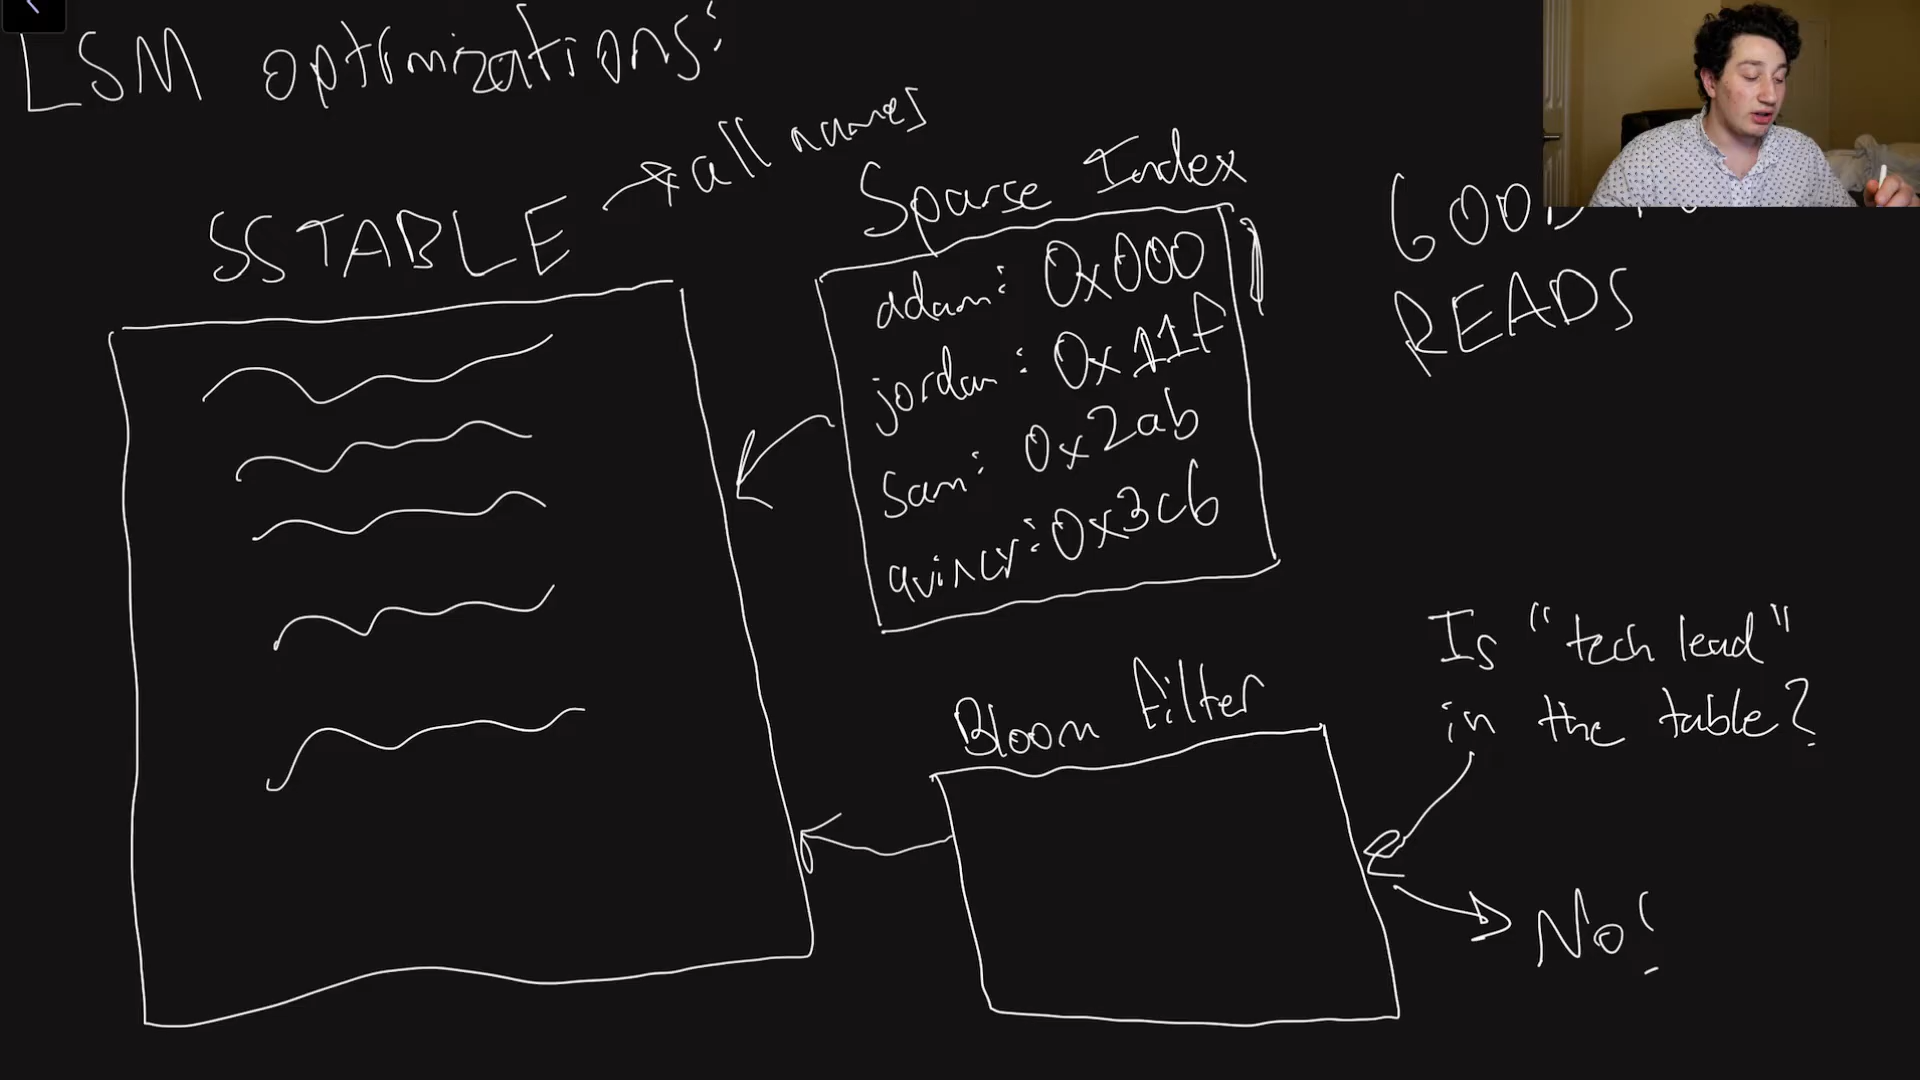 LSM optimizations:
all names
SSTABLE
Sparse Index
adam: 0x000
jordan: 0x11f
Sam: 0x2ab
quincy: 0x3cb
GOOD
READS
Bloom filter
Is "tech lead"
in the table?
No!